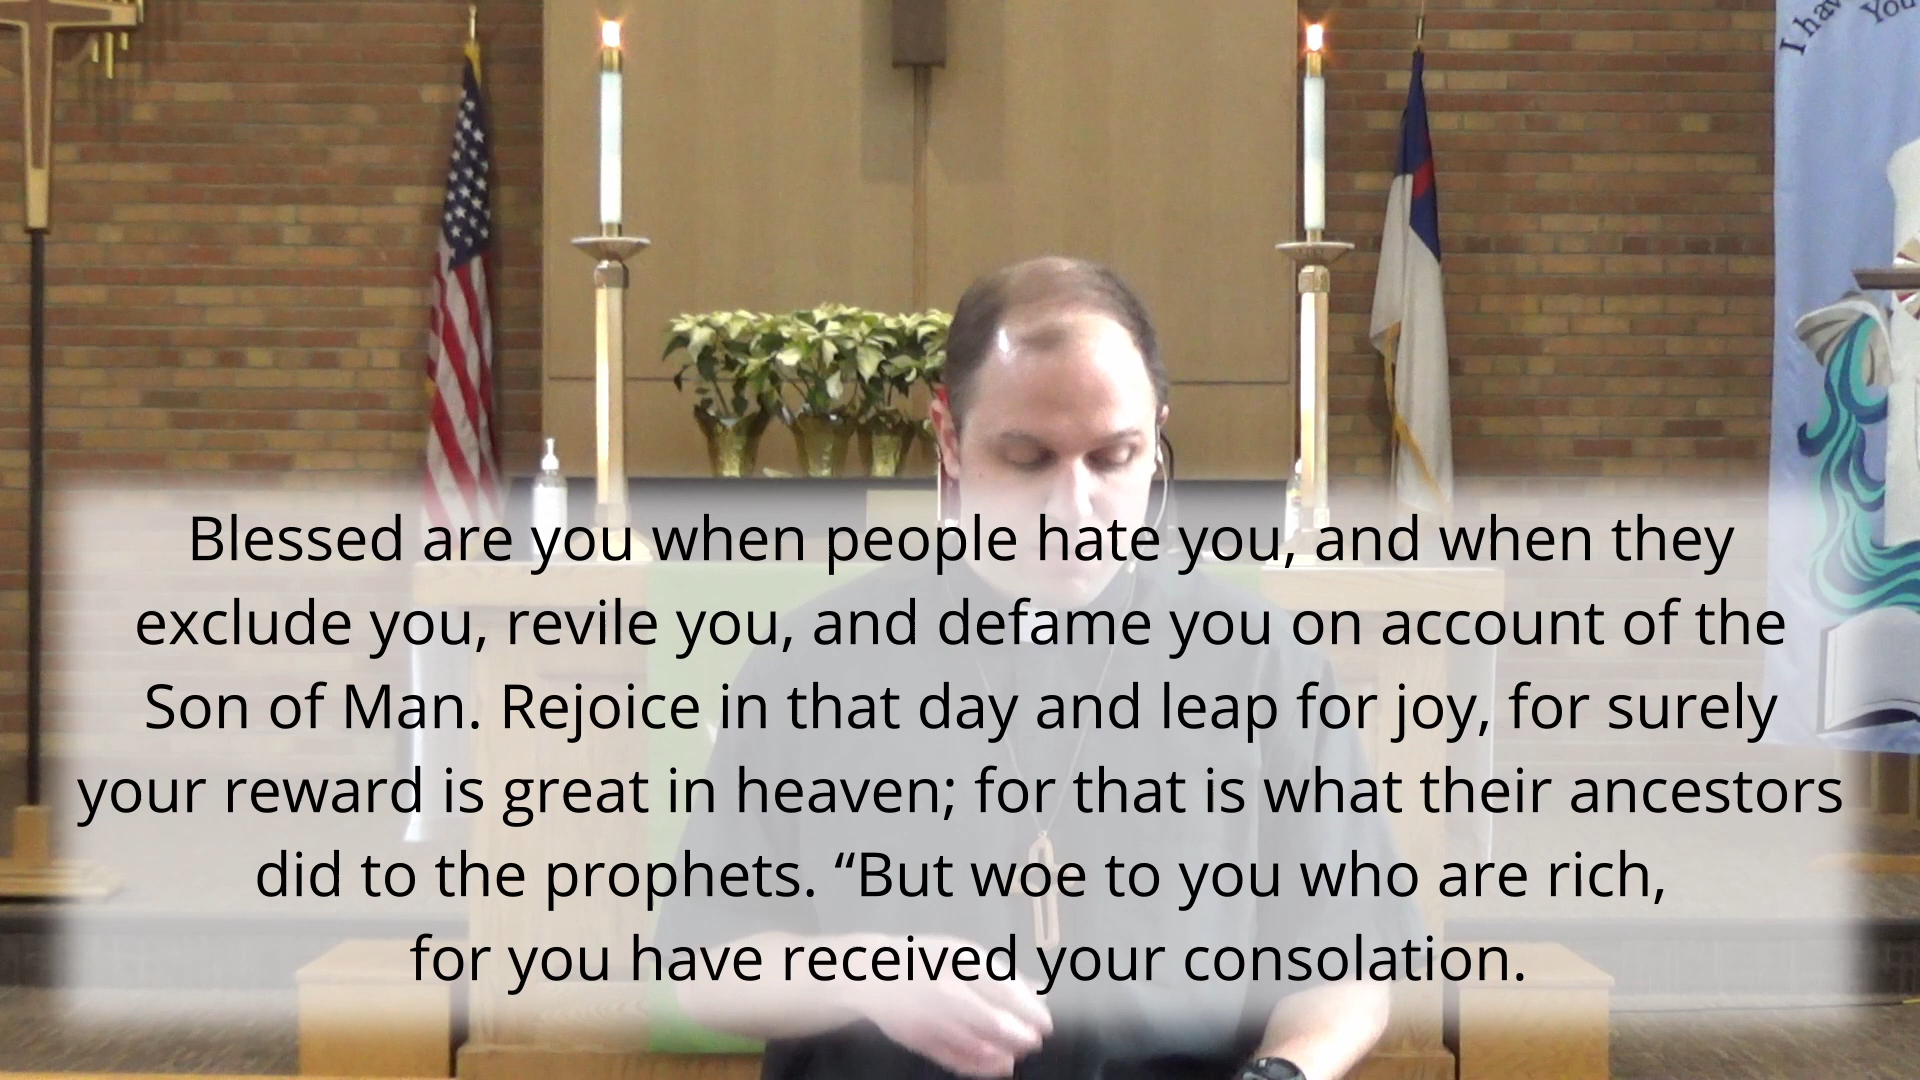 I have
You
Blessed are you when people hate you, and when they
exclude you, revile you, and defame you on account of the
Son of Man. Rejoice in that day and leap for joy, for surely
your reward is great in heaven; for that is what their ancestors
did to the prophets. “But woe to you who are rich,
for you have received your consolation.